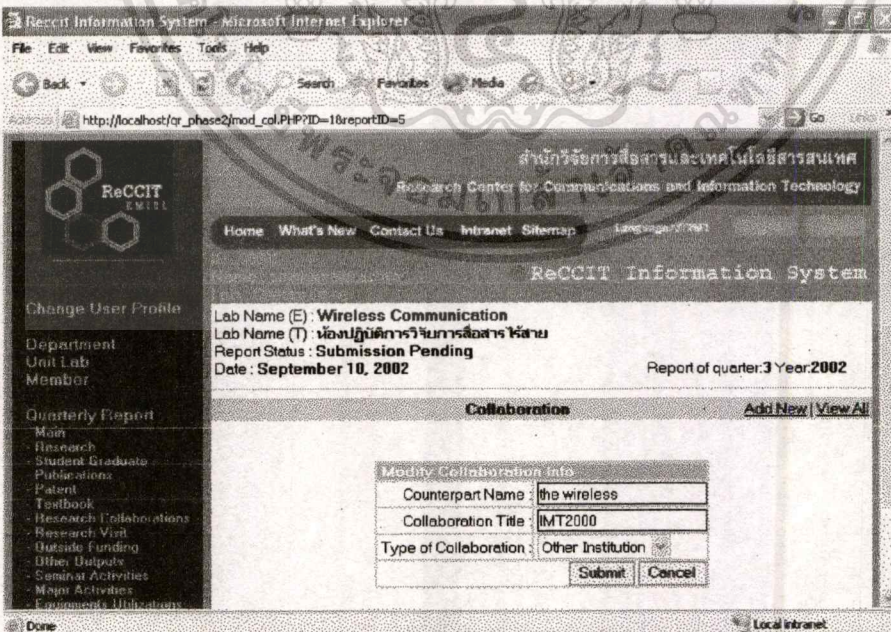 Reccit Information System - Microsoft Internet Explorer
File Edit View Favorites Tools Help
Back Search Favorites Media
Address http://localhost/qr_phase2/mod_col.PHP?ID=1&reportID=5 Go Links
ReCCIT
KMITL
สำนักวิจัยการสื่อสารและเทคโนโลยีสารสนเทศ
Research Center for Communications and Information Technology
Home What's New Contact Us Intranet Sitemap
ReCCIT Information System
Change User Profile
Department
Unit Lab
Member
Quarterly Report
- Main
- Research
- Student Graduate
- Publications
- Patent
- Textbook
- Research Collaborations
- Research Visit
- Outside Funding
- Other Outputs
- Seminar Activities
- Major Activities
- Equipments Utilizations
Lab Name (E) : Wireless Communication
Lab Name (T) : ห้องปฏิบัติการวิจัยการสื่อสารไร้สาย
Report Status : Submission Pending
Date : September 10, 2002 Report of quarter:3 Year:2002
Collaboration Add New | View All
Modify Collaboration Info
Counterpart Name : the wireless
Collaboration Title : IMT2000
Type of Collaboration : Other Institution
Submit Cancel
Done Local intranet